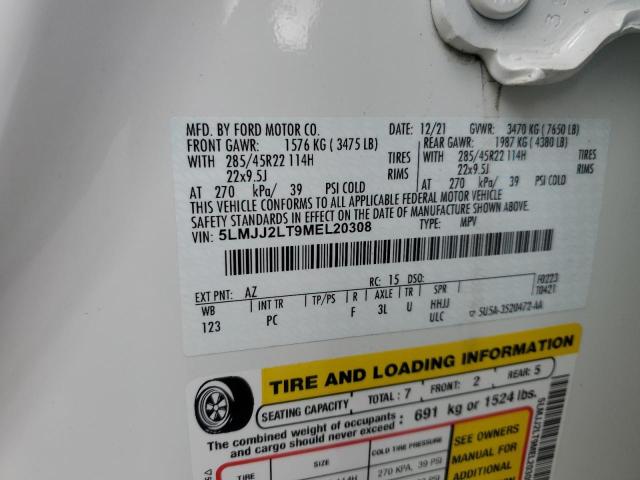 MFD. BY FORD MOTOR CO. DATE: 12/21 GVWR: 3470 KG ( 7650 LB)
FRONT GAWR: 1576 KG ( 3475 LB) REAR GAWR: 1987 KG ( 4380 LB)
WITH 285/45R22 114H TIRES WITH 285/45R22 114H TIRES
22x9.5J RIMS 22x9.5J RIMS
AT 270 kPa/ 39 PSI COLD AT 270 kPa/ 39 PSI COLD
THIS VEHICLE CONFORMS TO ALL APPLICABLE FEDERAL MOTOR VEHICLE
SAFETY STANDARDS IN EFFECT ON THE DATE OF MANUFACTURE SHOWN ABOVE.
VIN: 5LMJJ2LT9MEL20308 TYPE: MPV
EXT PNT: AZ RC: 15 DSO: F0223
T0421
WB INT TR TP/PS R AXLE TR SPR
123 PC F 3L U HHJJ
ULC 5U5A-3520472-AA
TIRE AND LOADING INFORMATION
SEATING CAPACITY TOTAL : 7 FRONT: 2 REAR: 5
The combined weight of occupants
and cargo should never exceed : 691 kg or 1524 lbs.
TIRE SIZE COLD TIRE PRESSURE
270 KPA, 39 PSI
SEE OWNERS
MANUAL FOR
ADDITIONAL